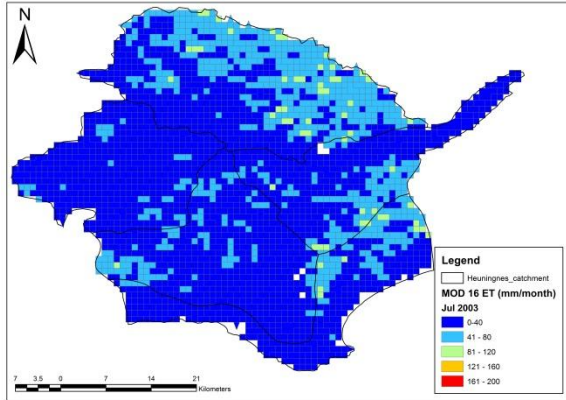 N
Legend
Heuningnes_catchment
MOD 16 ET (mm/month)
Jul 2003
0-40
41 - 80
81 - 120
121 - 160
161 - 200
7 3.5 0 7 14 21
Kilometers